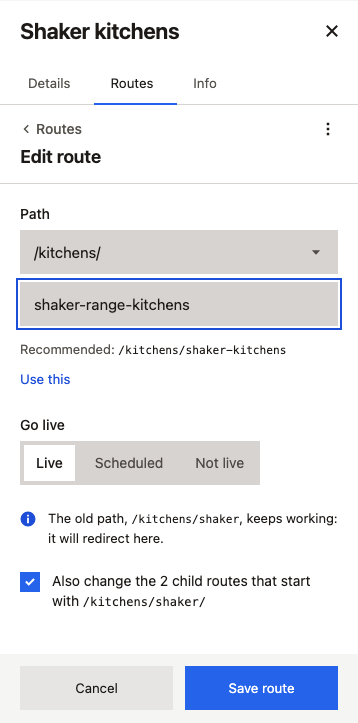 Shaker kitchens
Details Routes Info
Routes
Edit route
Path
/kitchens/
shaker-range-kitchens
Recommended: /kitchens/shaker-kitchens
Use this
Go live
Live Scheduled Not live
The old path, /kitchens/shaker, keeps working:
it will redirect here.
Also change the 2 child routes that start
with /kitchens/shaker/
Cancel Save route